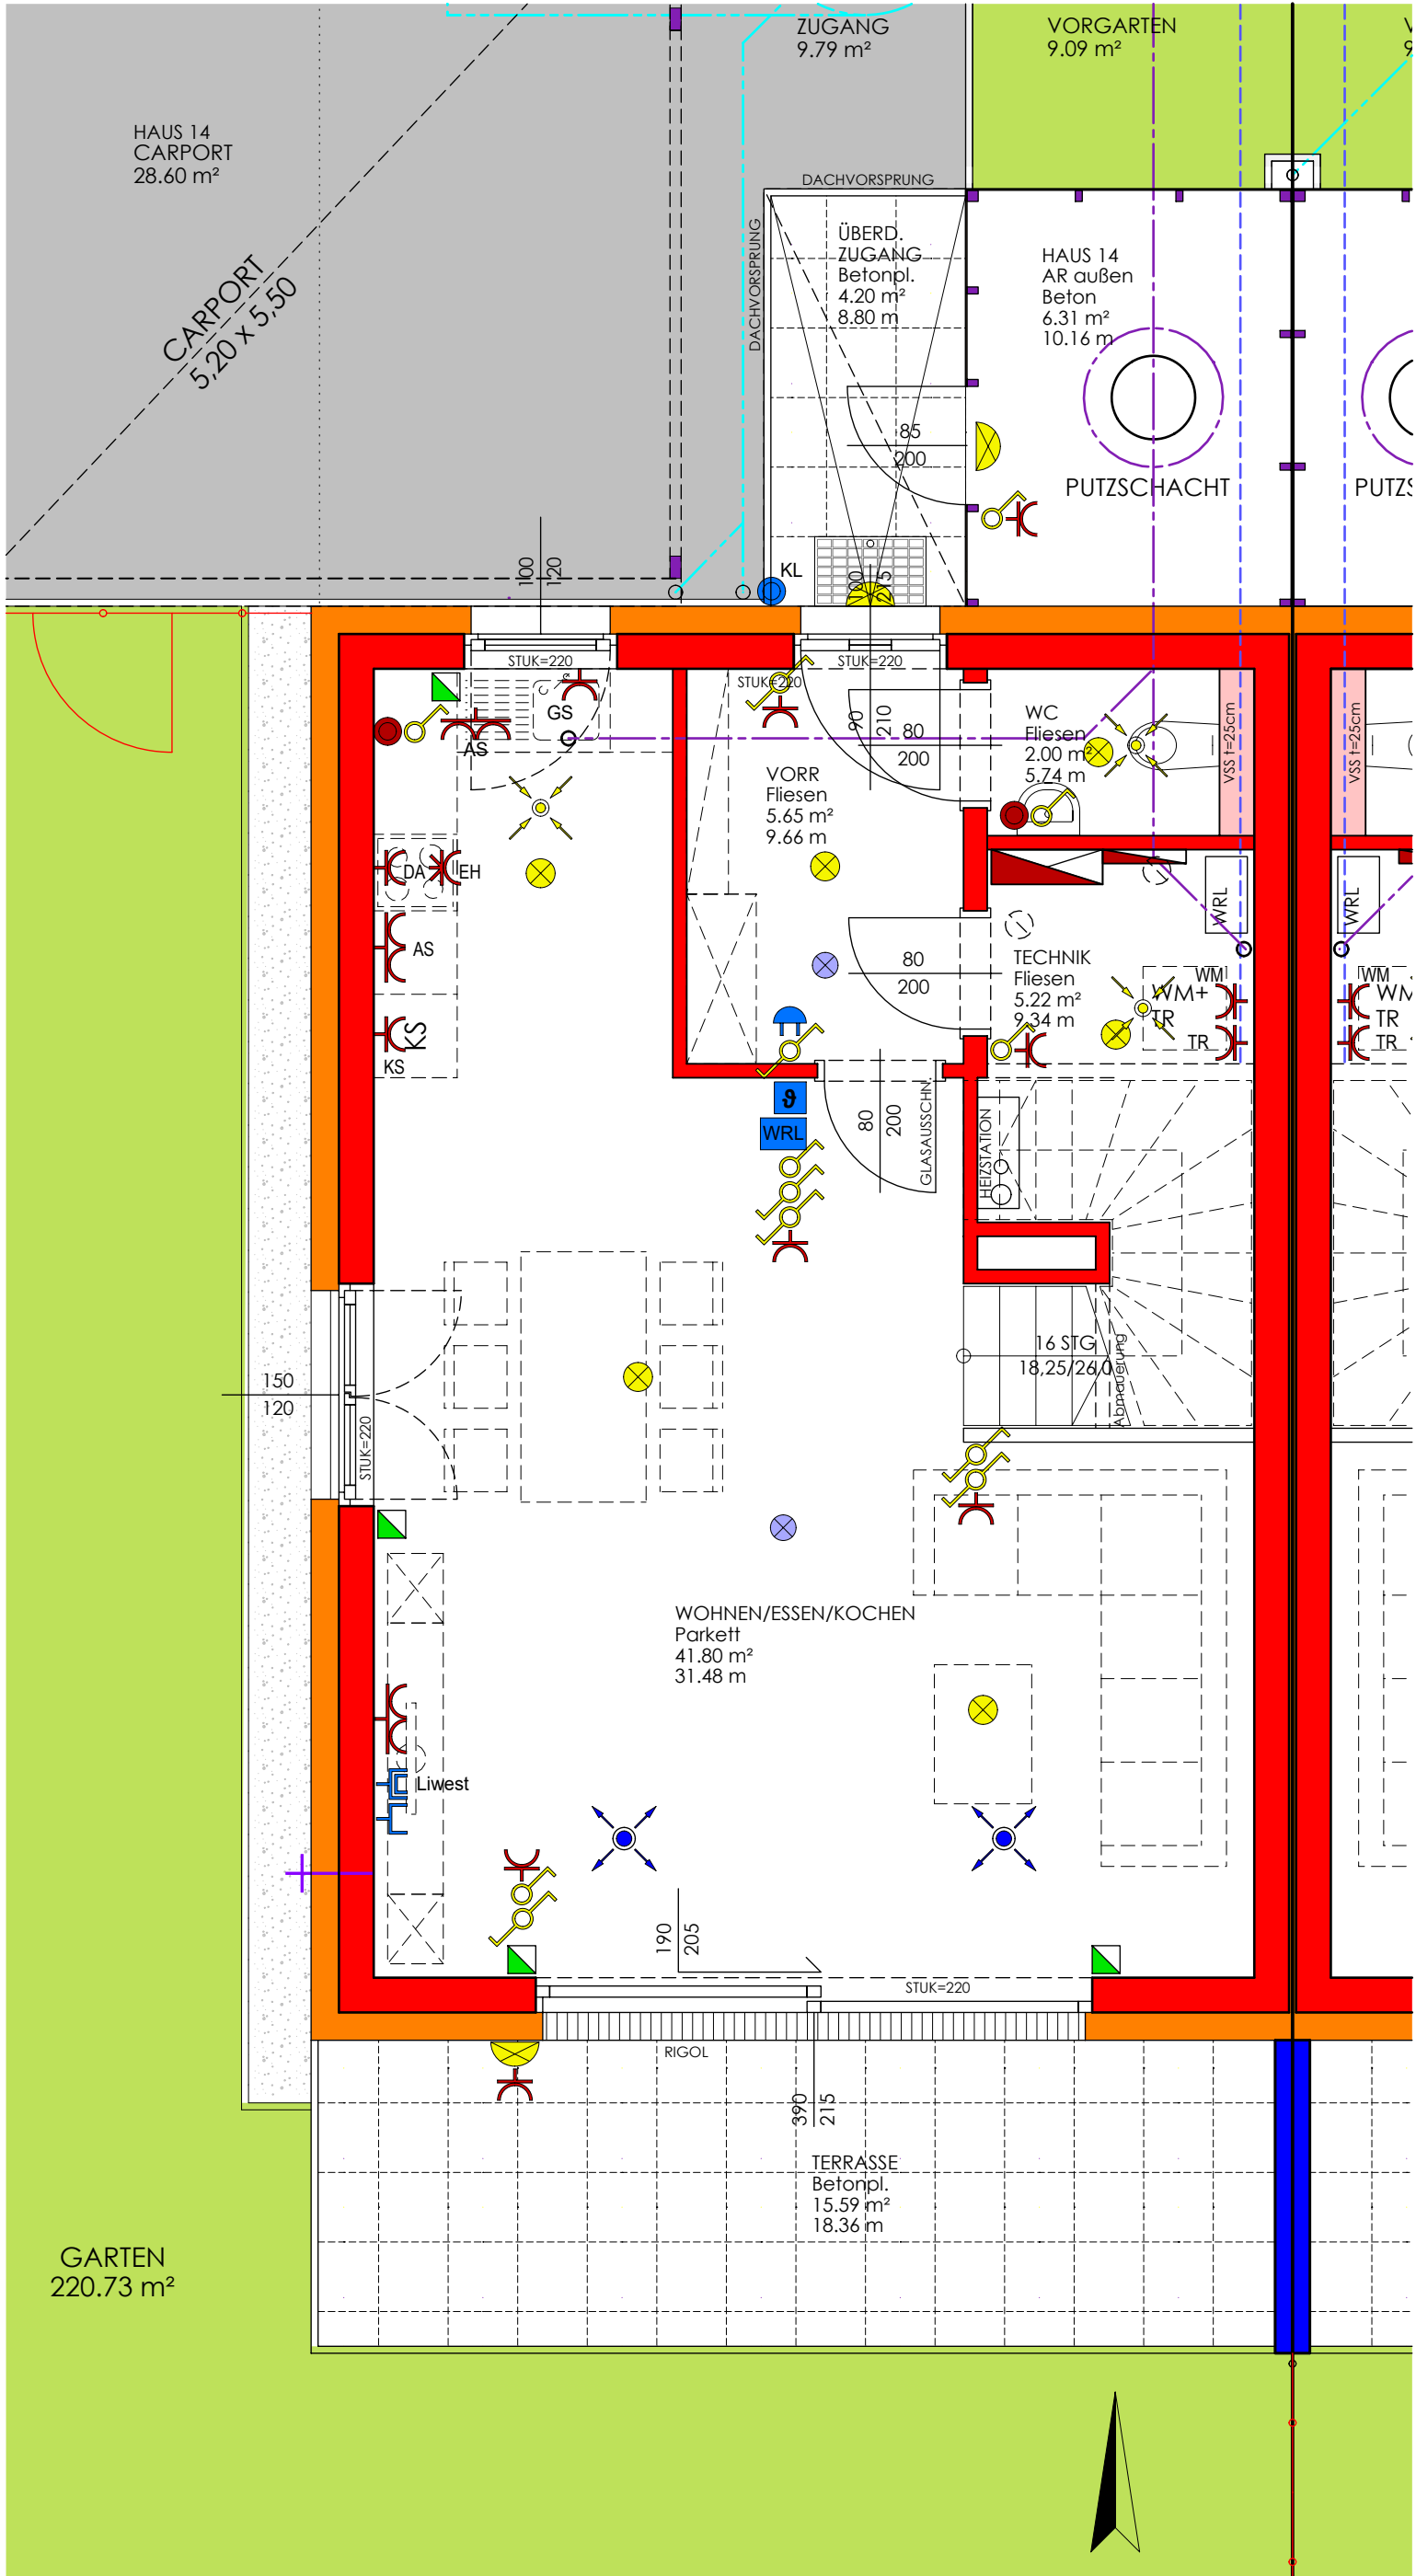 ZUGANG
9.79 m²
VORGARTEN
9.09 m²
HAUS 14
CARPORT
28.60 m²
CARPORT
5,20 x 5,50
DACHVORSPRUNG
DACHVORSPRUNG
ÜBERD.
ZUGANG
Betonpl.
4.20 m²
8.80 m
HAUS 14
AR außen
Beton
6.31 m²
10.16 m
85
200
PUTZSCHACHT
PUTZS
100
120
KL
100
215
STUK=220
STUK=220
STUK=220
GS
AS
90
210
80
200
WC
Fliesen
2.00 m²
5.74 m
VSS t=25cm
VSS t=25cm
VORR
Fliesen
5.65 m²
9.66 m
DA
EH
AS
KS
KS
WRL
WRL
80
200
TECHNIK
Fliesen
5.22 m²
9.34 m
WM
WM+
TR
TR
WM
WM
TR
TR
ϑ
WRL
80
200
GLASAUSSCHN.
HEIZSTATION
16 STG
18,25/26,0
Abmauerung
150
120
STUK=220
WOHNEN/ESSEN/KOCHEN
Parkett
41.80 m²
31.48 m
Liwest
190
205
STUK=220
RIGOL
390
215
TERRASSE
Betonpl.
15.59 m²
18.36 m
GARTEN
220.73 m²